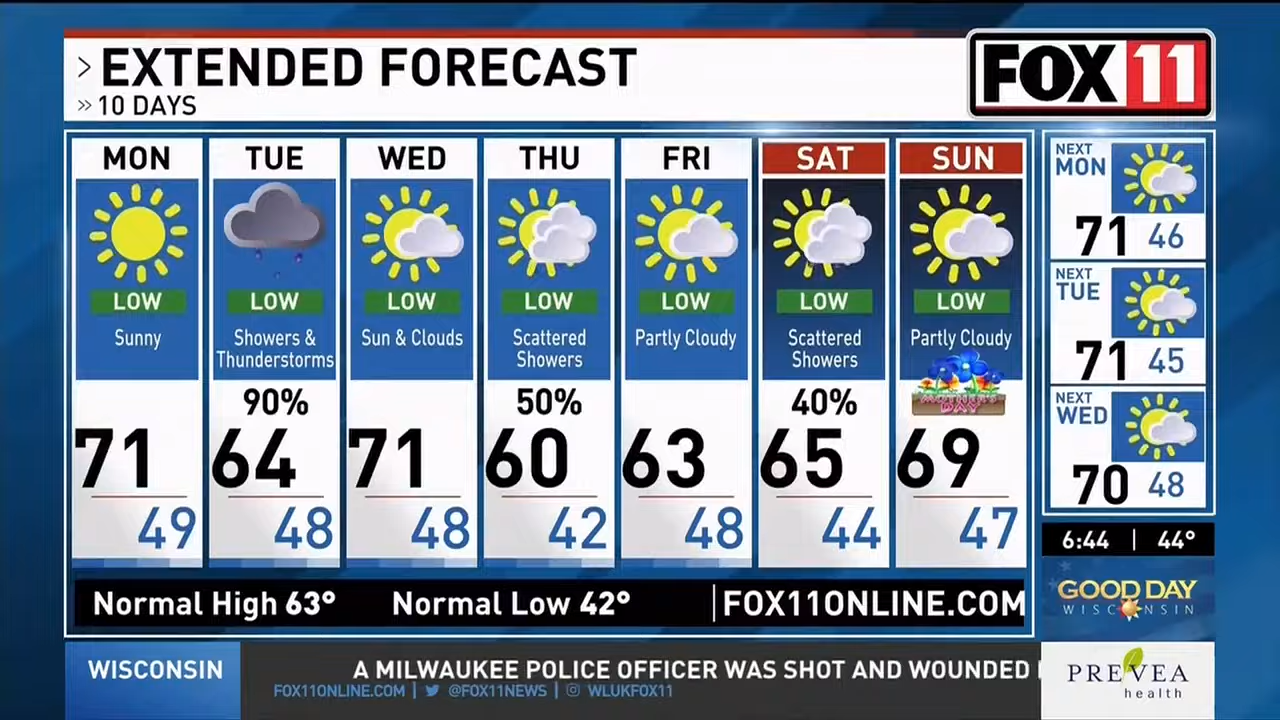 > EXTENDED FORECAST
» 10 DAYS
FOX 11
MON TUE WED THU FRI SAT SUN
LOW LOW LOW LOW LOW LOW LOW
Sunny Showers & Thunderstorms Sun & Clouds Scattered Showers Partly Cloudy Scattered Showers Partly Cloudy
MOTHER'S DAY
90% 50% 40%
71 64 71 60 63 65 69
49 48 48 42 48 44 47
NEXT MON
71 46
NEXT TUE
71 45
NEXT WED
70 48
6:44 | 44°
Normal High 63° Normal Low 42° | FOX11ONLINE.COM
GOOD DAY
WISCONSIN
WISCONSIN
A MILWAUKEE POLICE OFFICER WAS SHOT AND WOUNDED
FOX11ONLINE.COM | @FOX11NEWS | WLUKFOX11
PREVEA
health